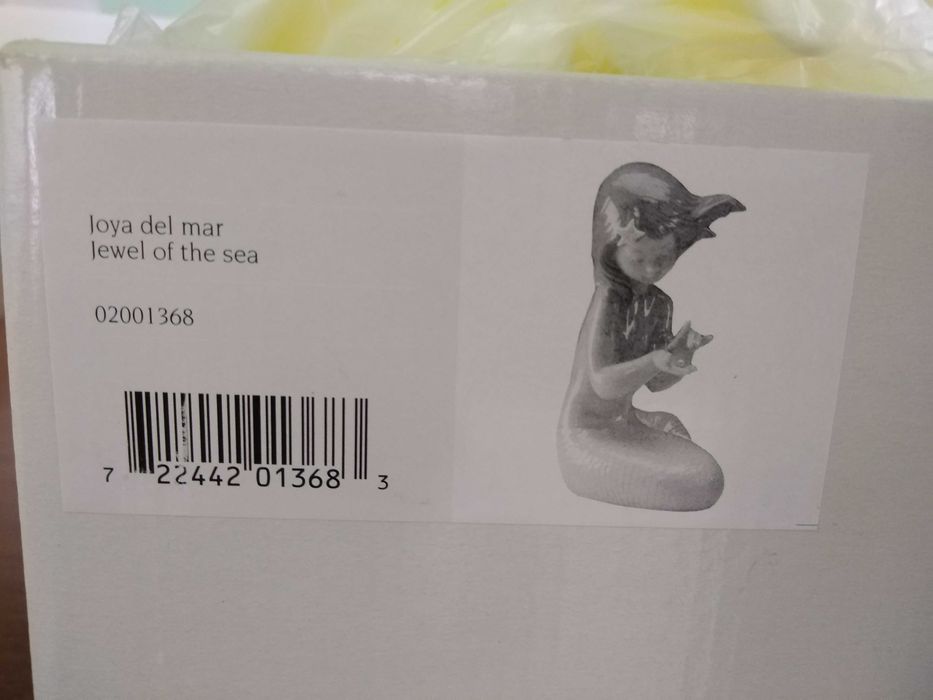 Joya del mar
Jewel of the sea
02001368
7 22442 01368 3